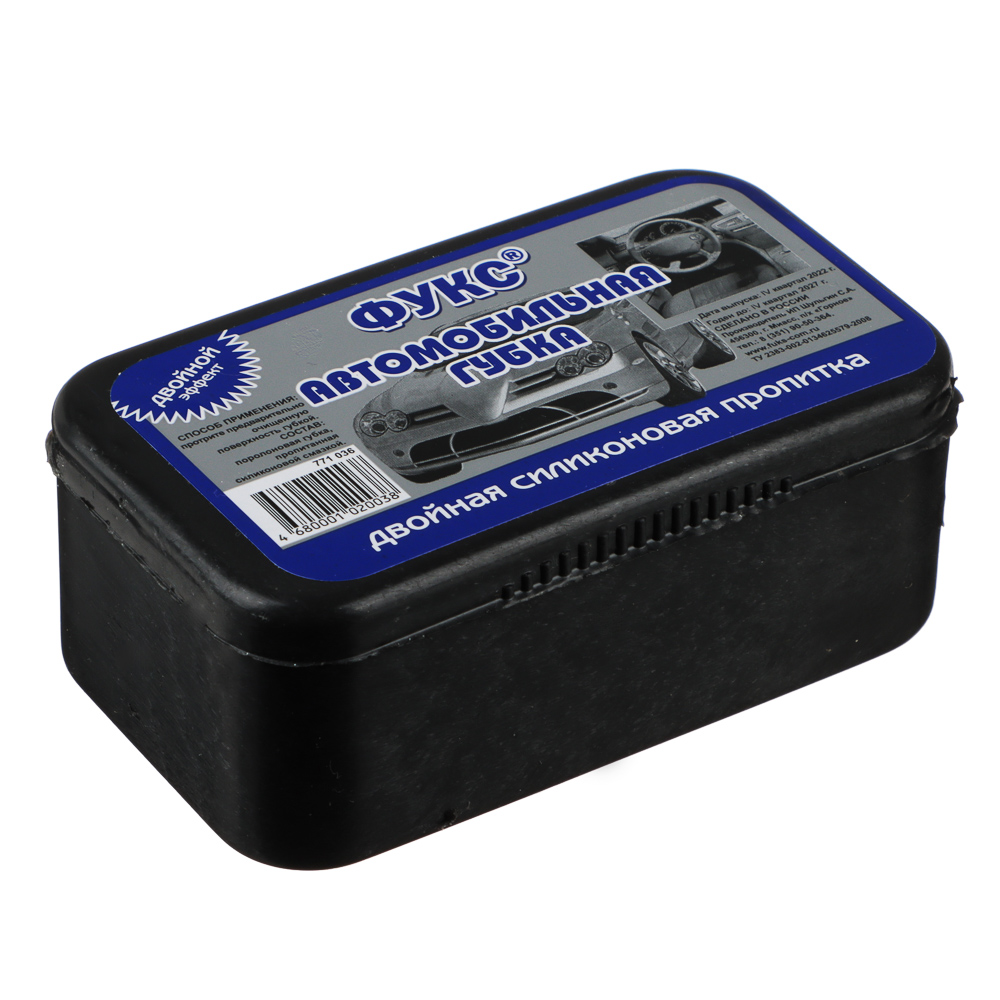 ФУКС®
АВТОМОБИЛЬНАЯ
ГУБКА
ДВОЙНОЙ
ЭФФЕКТ
СПОСОБ ПРИМЕНЕНИЯ:
протрите предварительно
очищенную
поверхность губкой.
СОСТАВ:
поролоновая губка,
пропитанная
силиконовой смазкой
771 036
4 680001 020038
Дата выпуска: IV квартал 2022 г.
Годен до: IV квартал 2027 г.
СДЕЛАНО В РОССИИ
Производитель ИП Шульгин С.А.
456300, г. Миасс, п/я «Горное»
тел.: 8 (351) 90-50-364.
www.fuks-com.ru
ТУ 2383-002-0134625579-2008
ДВОЙНАЯ СИЛИКОНОВАЯ ПРОПИТКА